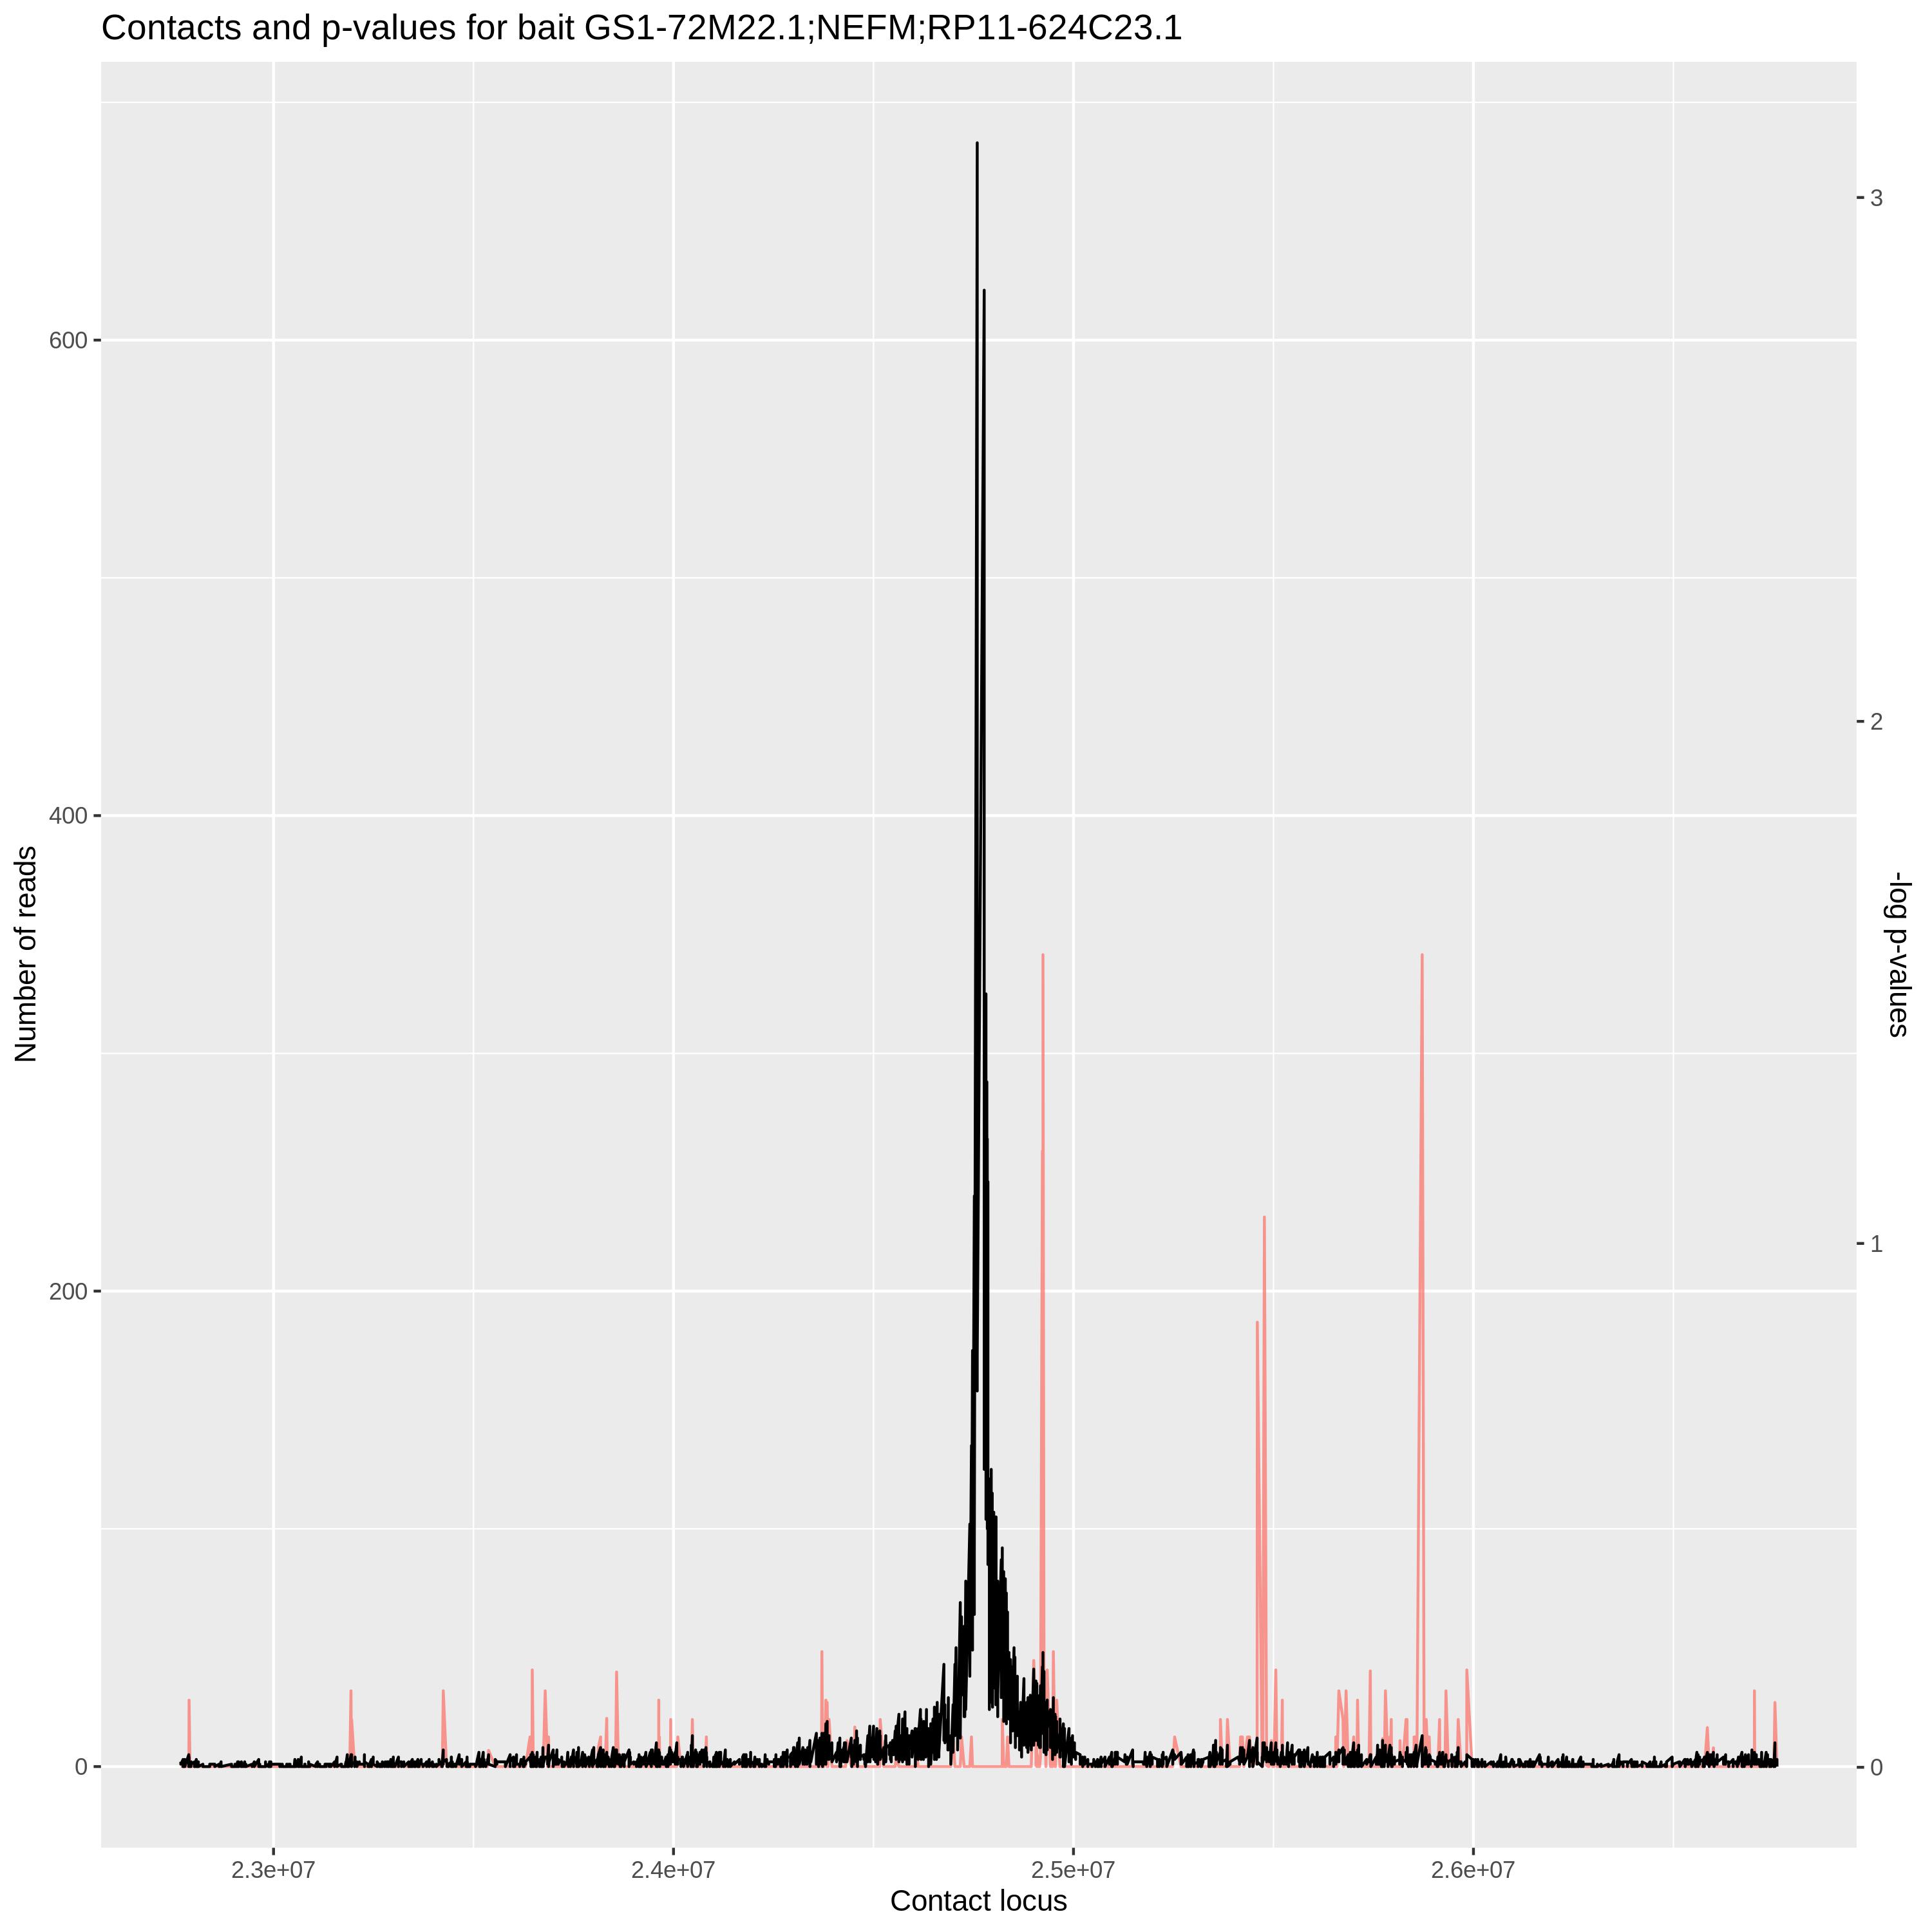 Contacts and p-values for bait GS1-72M22.1;NEFM;RP11-624C23.1
Number of reads
600
400
200
0
3
2
1
0
-log p-values
2.3e+07 2.4e+07 2.5e+07 2.6e+07
Contact locus